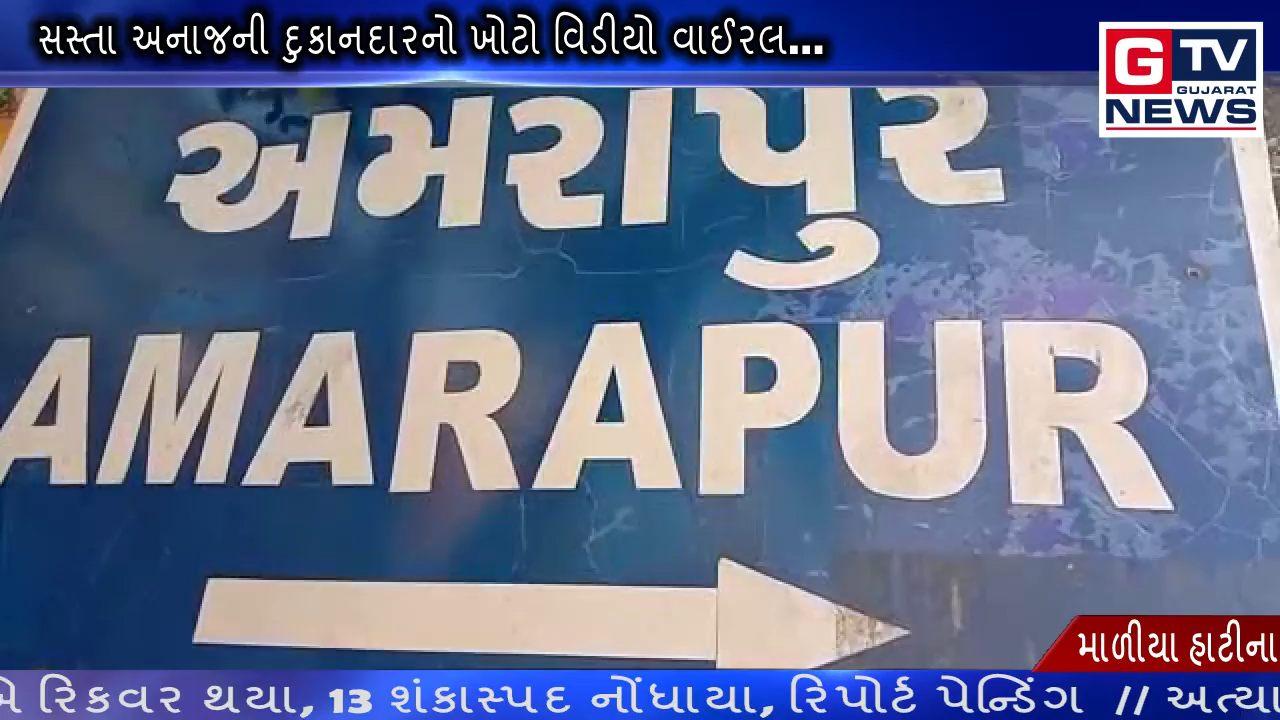 સસ્તા અનાજની દુકાનદારનો ખોટો વિડીયો વાઈરલ...
G TV
GUJARAT
NEWS
અમરાપુર
AMARAPUR
માળીયા હાટીના
રિકવર થયા, 13 શંકાસ્પદ નોંધાયા, રિપોર્ટ પેન્ડિંગ // અત્યા